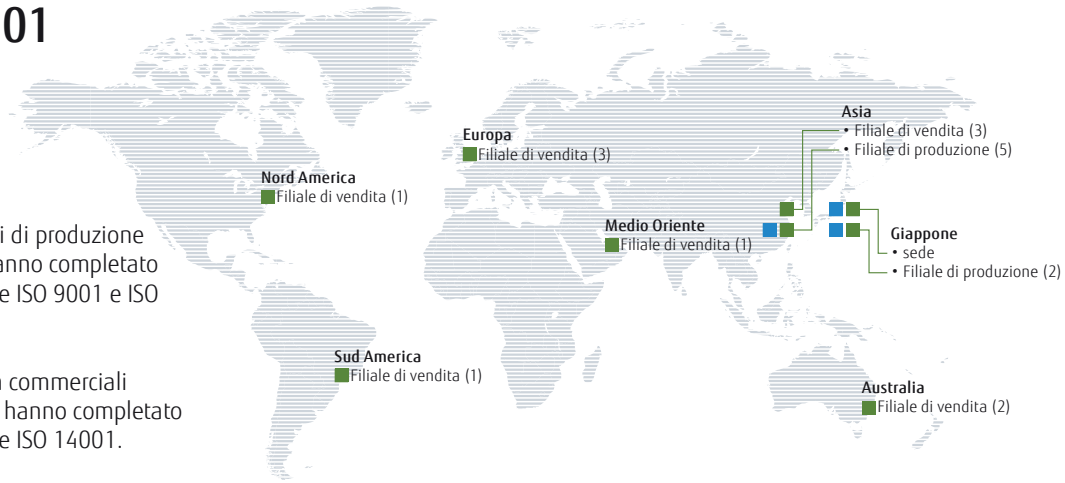 01
i di produzione
anno completato
e ISO 9001 e ISO
commerciali
hanno completato
e ISO 14001.
Nord America
Filiale di vendita (1)
Europa
Filiale di vendita (3)
Asia
• Filiale di vendita (3)
• Filiale di produzione (5)
Medio Oriente
Filiale di vendita (1)
Giappone
• sede
• Filiale di produzione (2)
Sud America
Filiale di vendita (1)
Australia
Filiale di vendita (2)